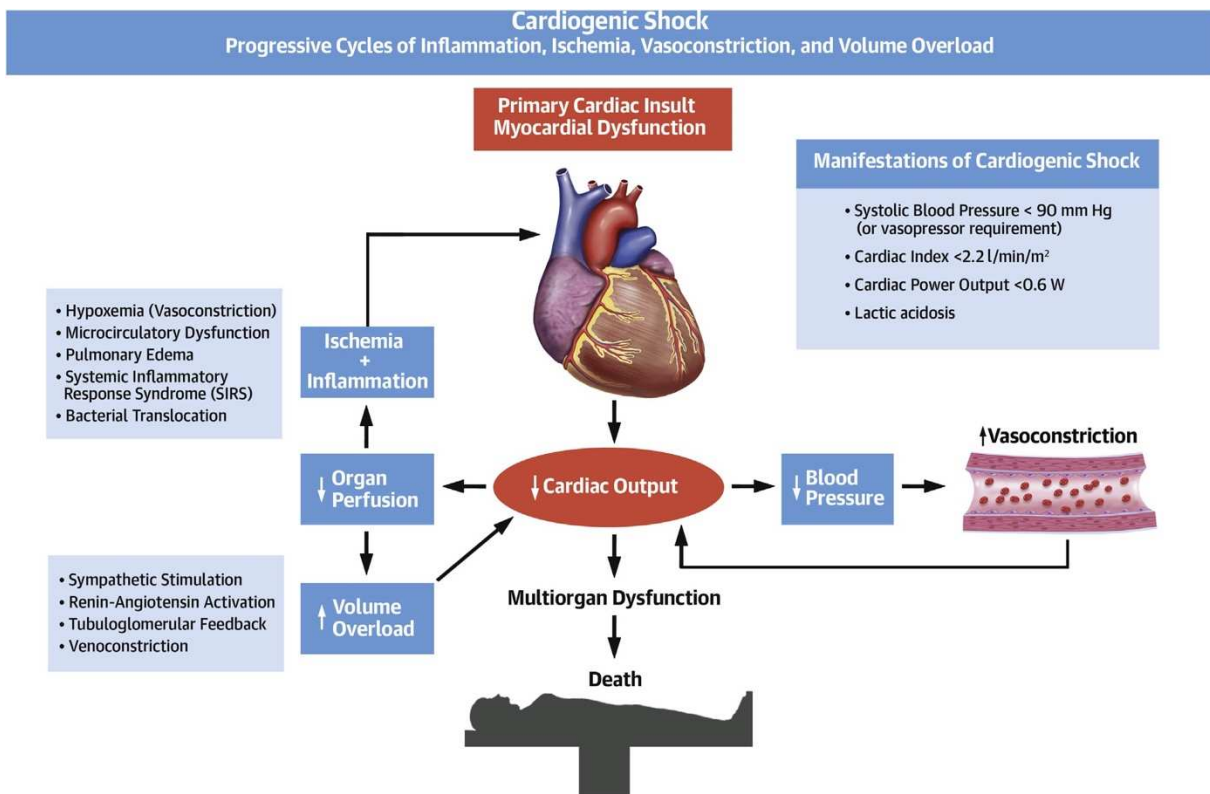 Cardiogenic Shock
Progressive Cycles of Inflammation, Ischemia, Vasoconstriction, and Volume Overload
Primary Cardiac Insult
Myocardial Dysfunction
Manifestations of Cardiogenic Shock
• Systolic Blood Pressure < 90 mm Hg
(or vasopressor requirement)
• Cardiac Index <2.2 l/min/m²
• Cardiac Power Output <0.6 W
• Lactic acidosis
• Hypoxemia (Vasoconstriction)
• Microcirculatory Dysfunction
• Pulmonary Edema
• Systemic Inflammatory
Response Syndrome (SIRS)
• Bacterial Translocation
Ischemia
+
Inflammation
↓ Organ
Perfusion
↓ Cardiac Output
↓ Blood
Pressure
↑Vasoconstriction
• Sympathetic Stimulation
• Renin-Angiotensin Activation
• Tubuloglomerular Feedback
• Venoconstriction
↑ Volume
Overload
Multiorgan Dysfunction
Death